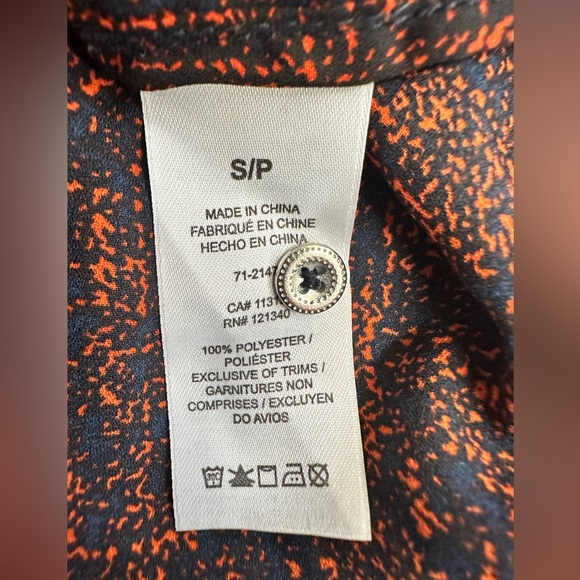 S/P
MADE IN CHINA
FABRIQUÉ EN CHINE
HECHO EN CHINA
71-214
CA# 1131
RN# 121340
100% POLYESTER /
POLIÉSTER
EXCLUSIVE OF TRIMS /
GARNITURES NON
COMPRISES / EXCLUYEN
DO AVIOS